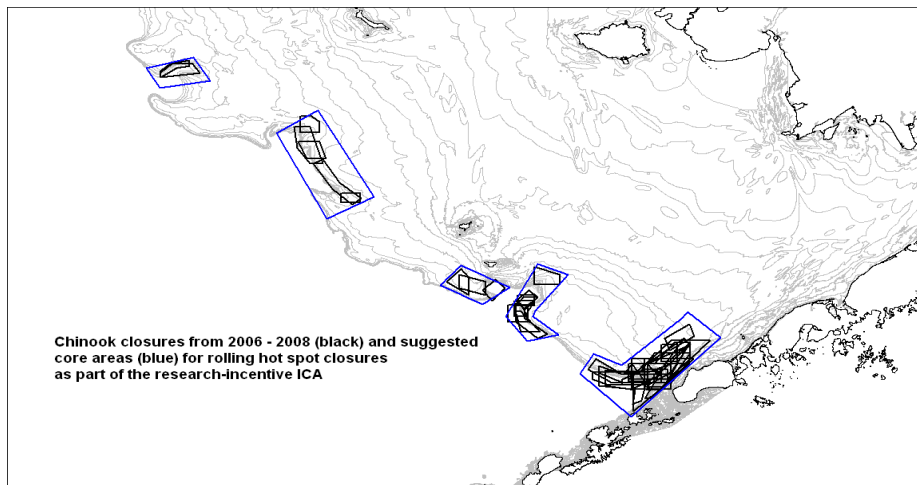 Chinook closures from 2006 - 2008 (black) and suggested
core areas (blue) for rolling hot spot closures
as part of the research-incentive ICA